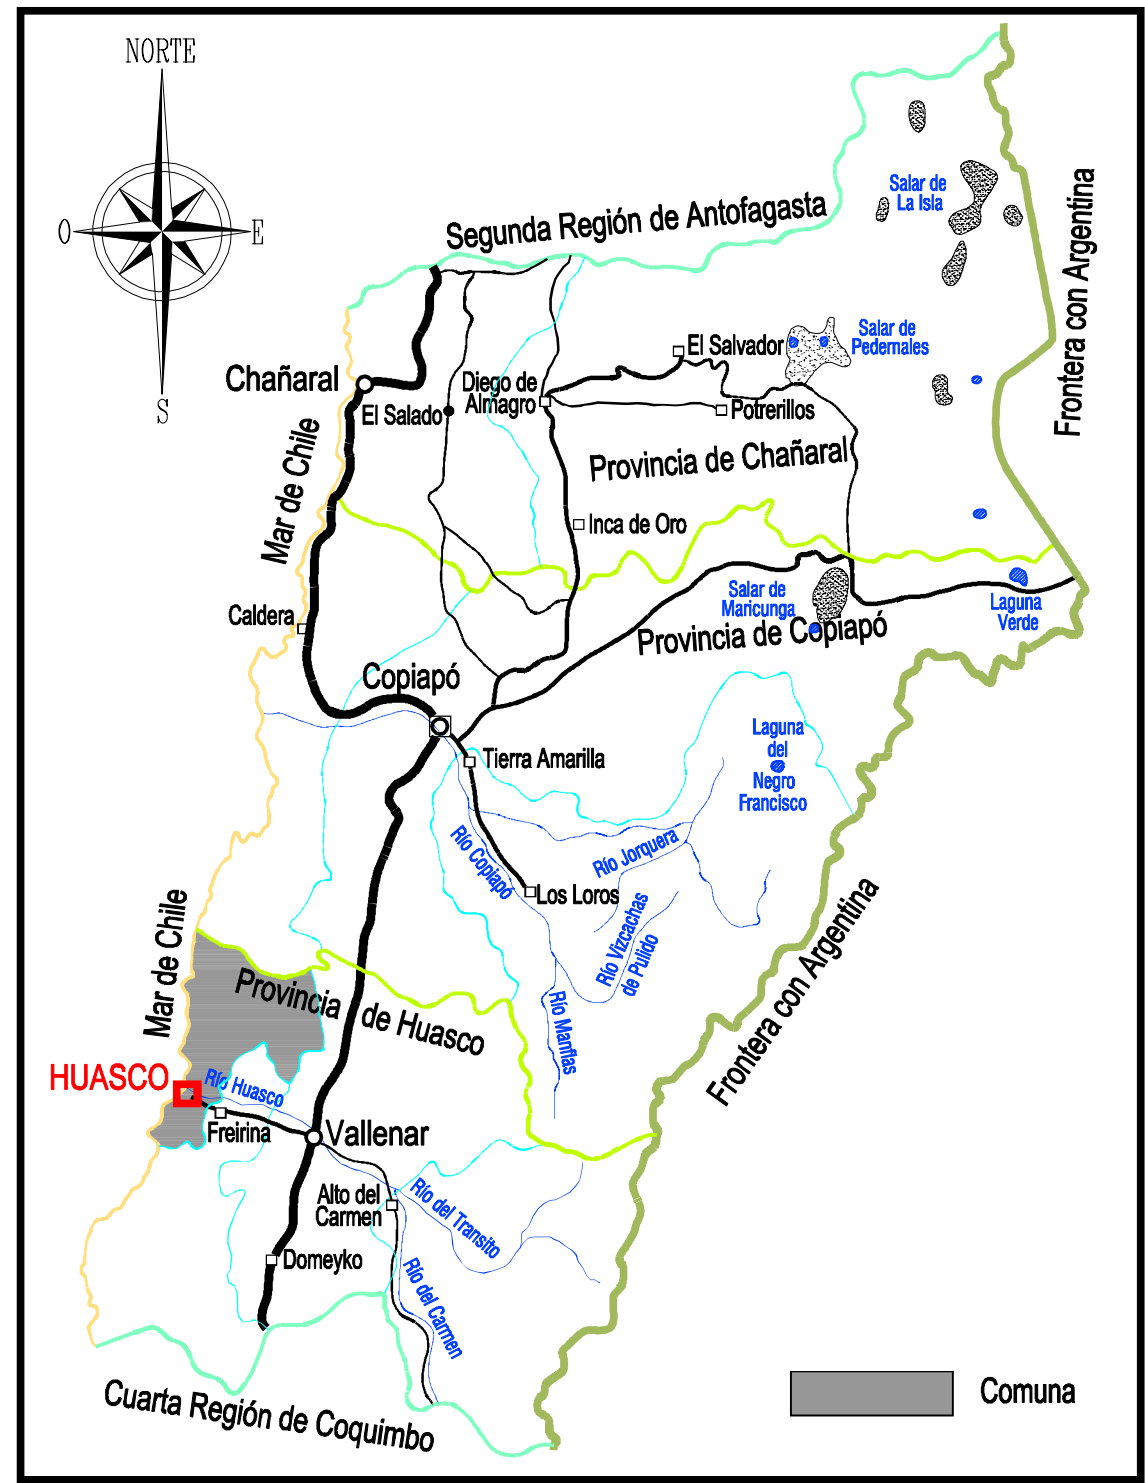 NORTE
O
E
S
Segunda Región de Antofagasta
Salar de
La Isla
Frontera con Argentina
Salar de
Pedernales
El Salvador
Chañaral
Diego de
Almagro
El Salado
Potrerillos
Mar de Chile
Provincia de Chañaral
Inca de Oro
Salar de
Maricunga
Laguna
Verde
Caldera
Provincia de Copiapó
Copiapó
Laguna
del
Negro
Francisco
Tierra Amarilla
Río Copiapó
Río Jorquera
Los Loros
Río Vizcachas
de Pulido
Frontera con Argentina
Mar de Chile
Provincia de Huasco
Río Manflas
HUASCO
Río Huasco
Freirina
Vallenar
Alto del
Carmen
Río del Transito
Domeyko
Río del Carmen
Cuarta Región de Coquimbo
Comuna